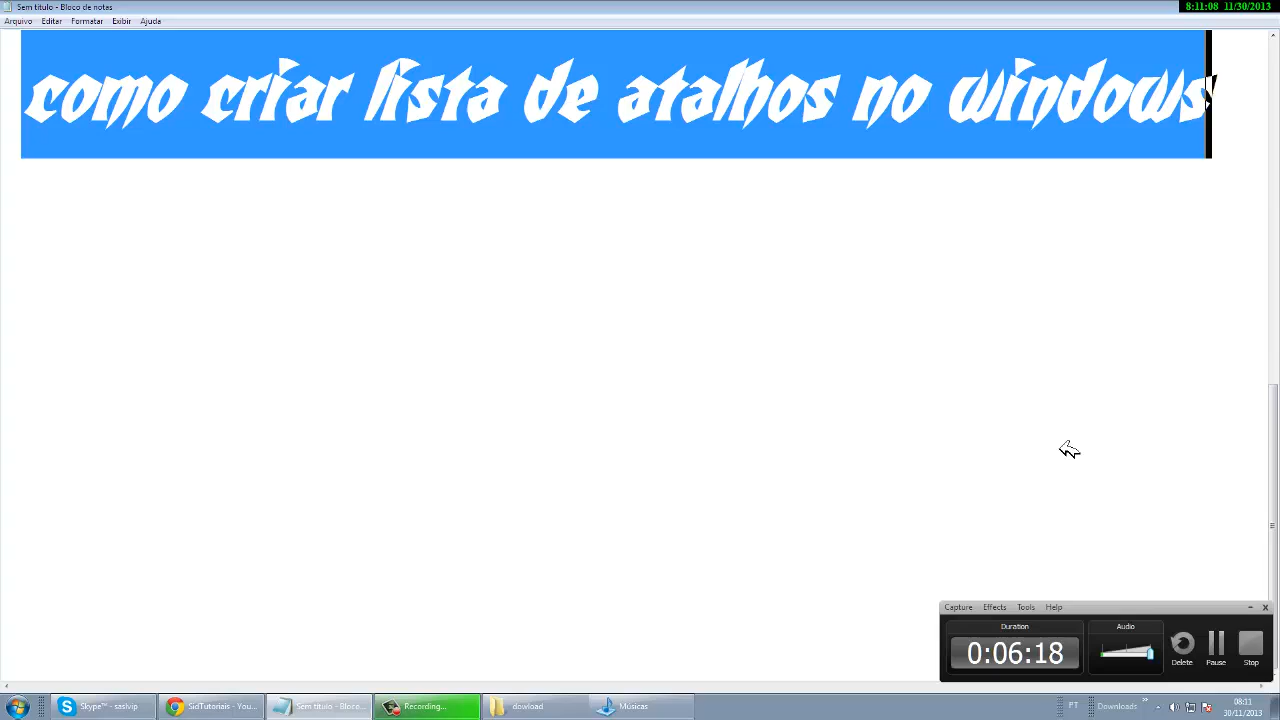 Sem título - Bloco de notas
8:11:08 11/30/2013
Arquivo Editar Formatar Exibir Ajuda
como criar lista de atalhos no windows
Capture Effects Tools Help
Duration
Audio
0:06:18
Delete Pause Stop
Skype™ - saslvip
SidTutoriais - You...
Sem título - Bloco...
Recording...
dowload
Músicas
PT
Downloads
08:11
30/11/2013